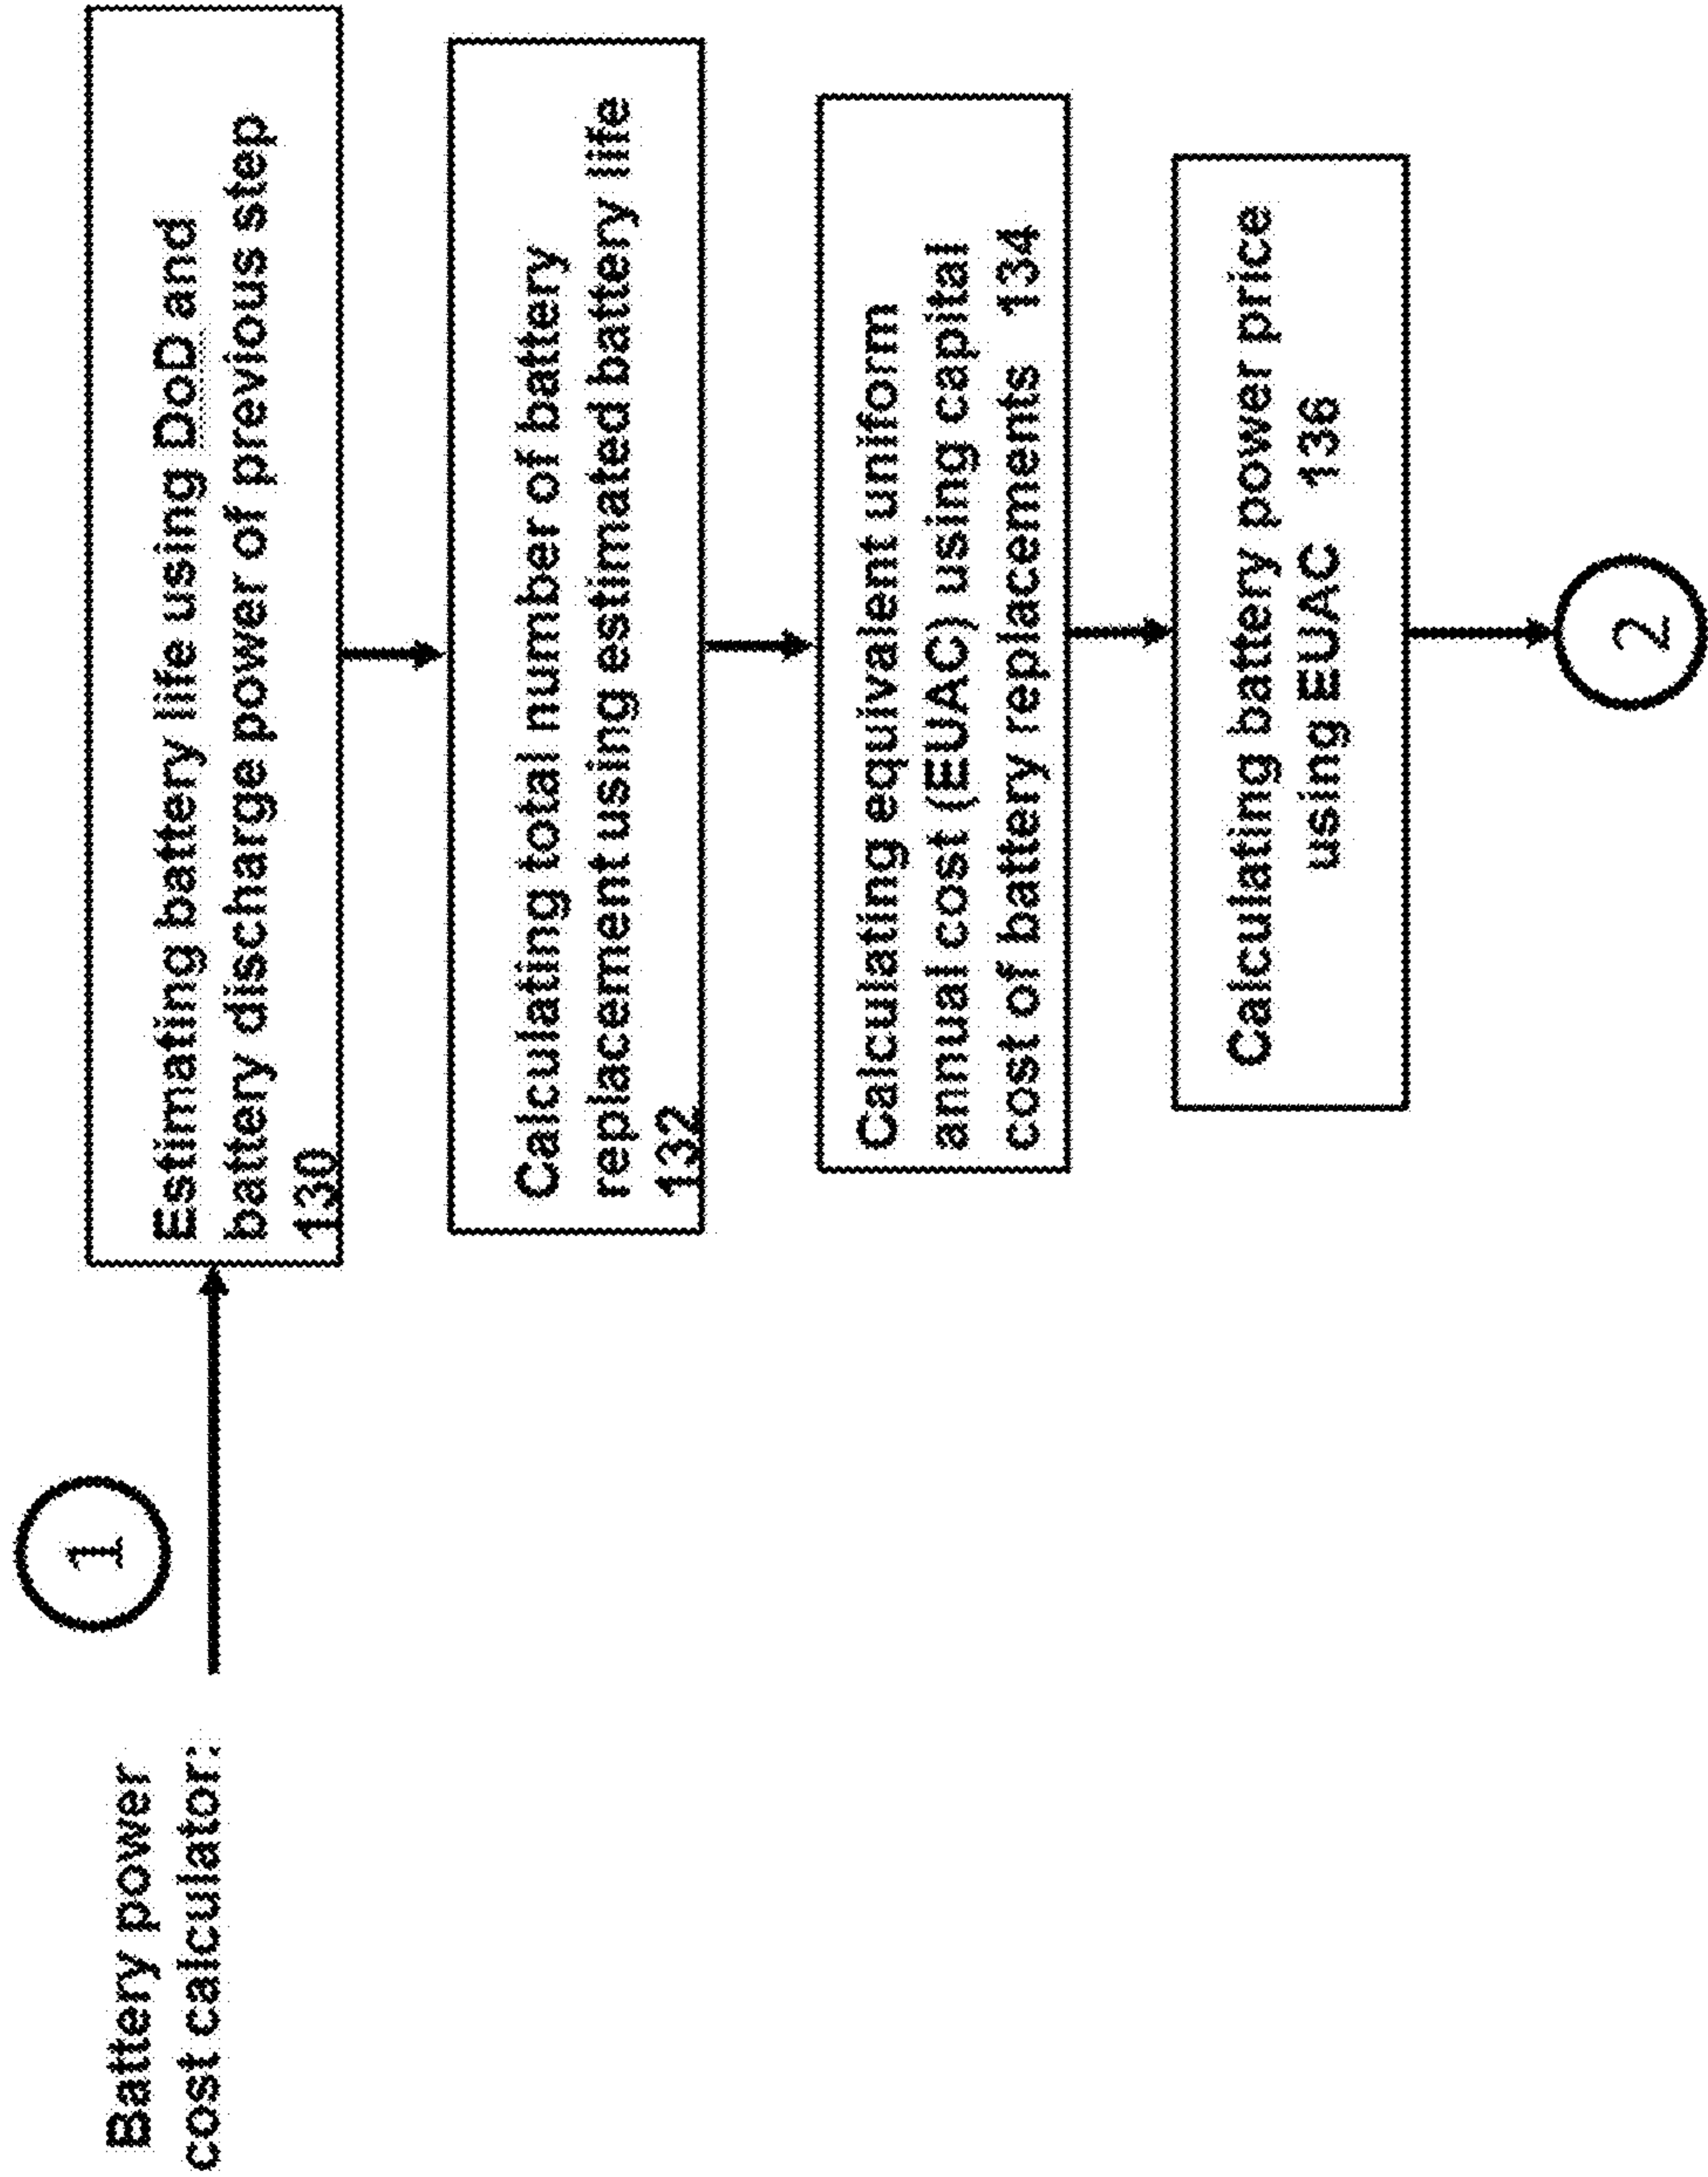 Battery power
cost calculator:
1
Estimating battery life using DoD and
battery discharge power of previous step
130
Calculating total number of battery
replacement using estimated battery life
132
Calculating equivalent uniform
annual cost (EUAC) using capital
cost of battery replacements 134
Calculating battery power price
using EUAC 136
2